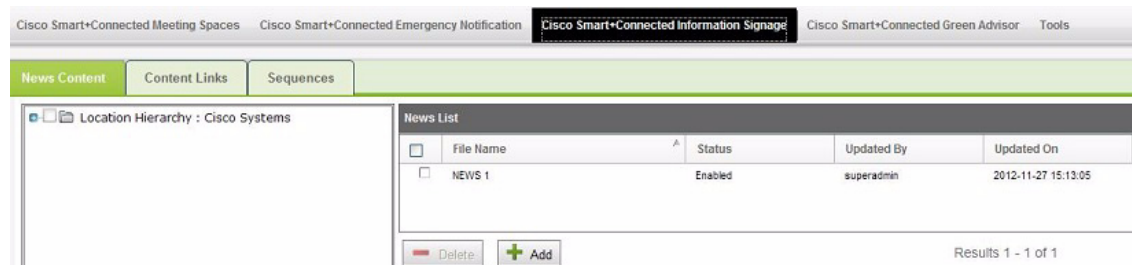 Cisco Smart+Connected Meeting Spaces Cisco Smart+Connected Emergency Notification Cisco Smart+Connected Information Signage Cisco Smart+Connected Green Advisor Tools
News Content Content Links Sequences
Location Hierarchy : Cisco Systems
News List
File Name Status Updated By Updated On
NEWS 1 Enabled superadmin 2012-11-27 15:13:05
Delete Add Results 1 - 1 of 1